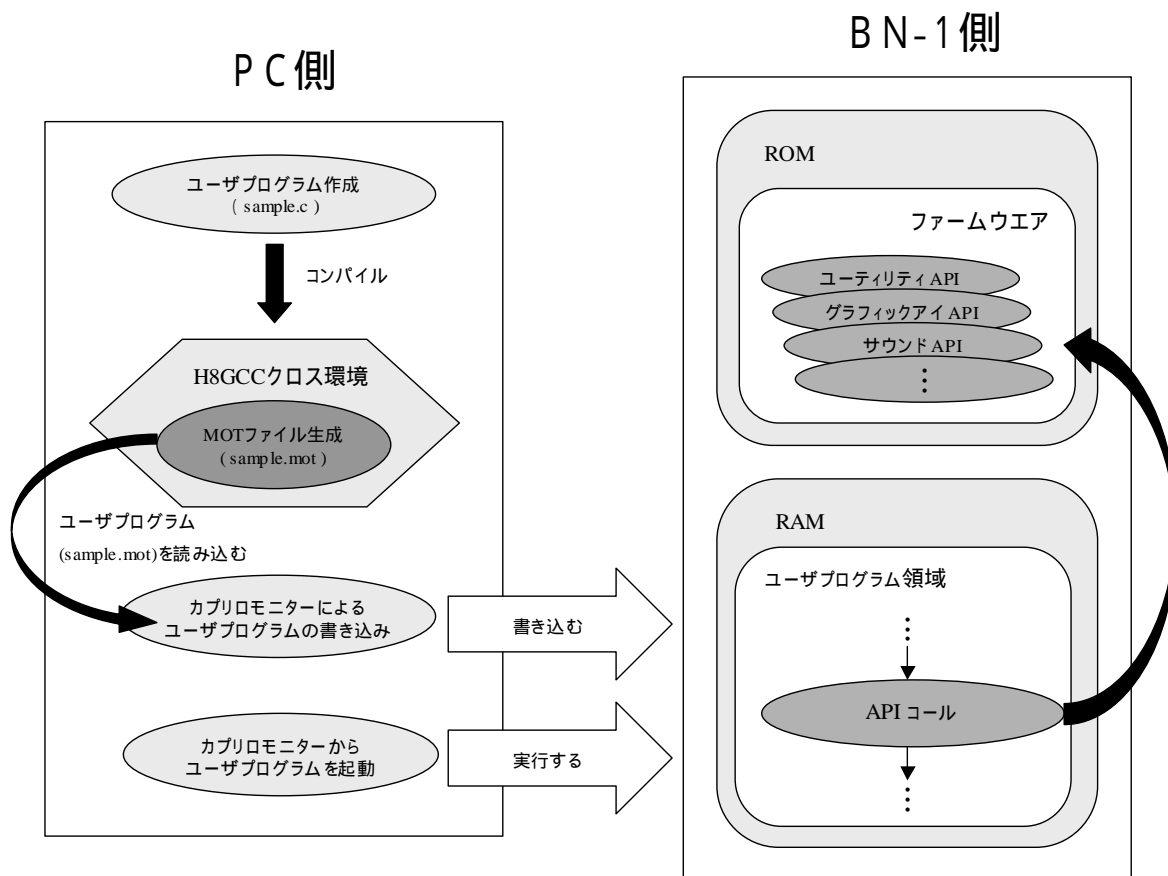 PC側
ユーザプログラム作成
( sample.c )
コンパイル
H8GCCクロス環境
MOTファイル生成
( sample.mot )
ユーザプログラム
(sample.mot)を読み込む
カプリロモニターによる
ユーザプログラムの書き込み
書き込む
カプリロモニターから
ユーザプログラムを起動
実行する
BN-1側
ROM
ファームウエア
ユーティリティ API
グラフィックアイ API
サウンド API
⋮
RAM
ユーザプログラム領域
⋮
API コール
⋮